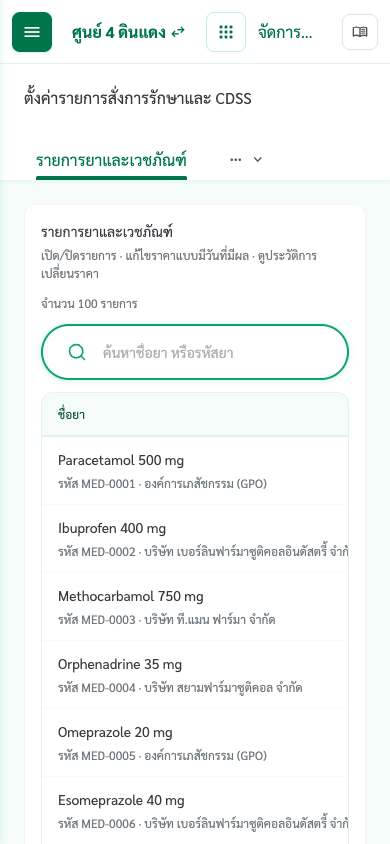 ศูนย์ 4 ดินแดง
จัดการ...
ตั้งค่ารายการสั่งการรักษาและ CDSS
รายการยาและเวชภัณฑ์ ...
รายการยาและเวชภัณฑ์
เปิด/ปิดรายการ · แก้ไขราคาแบบมีวันที่มีผล · ดูประวัติการ
เปลี่ยนราคา
จำนวน 100 รายการ
ค้นหาชื่อยา หรือรหัสยา
ชื่อยา
Paracetamol 500 mg
รหัส MED-0001 · องค์การเภสัชกรรม (GPO)
Ibuprofen 400 mg
รหัส MED-0002 · บริษัท เบอร์ลินฟาร์มาซูติคอลอินดัสตรี้ จำก
Methocarbamol 750 mg
รหัส MED-0003 · บริษัท ที.แมน ฟาร์มา จำกัด
Orphenadrine 35 mg
รหัส MED-0004 · บริษัท สยามฟาร์มาซูติคอล จำกัด
Omeprazole 20 mg
รหัส MED-0005 · องค์การเภสัชกรรม (GPO)
Esomeprazole 40 mg
รหัส MED-0006 · บริษัท เบอร์ลินฟาร์มาซูติคอลอินดัสตรี้ จำก